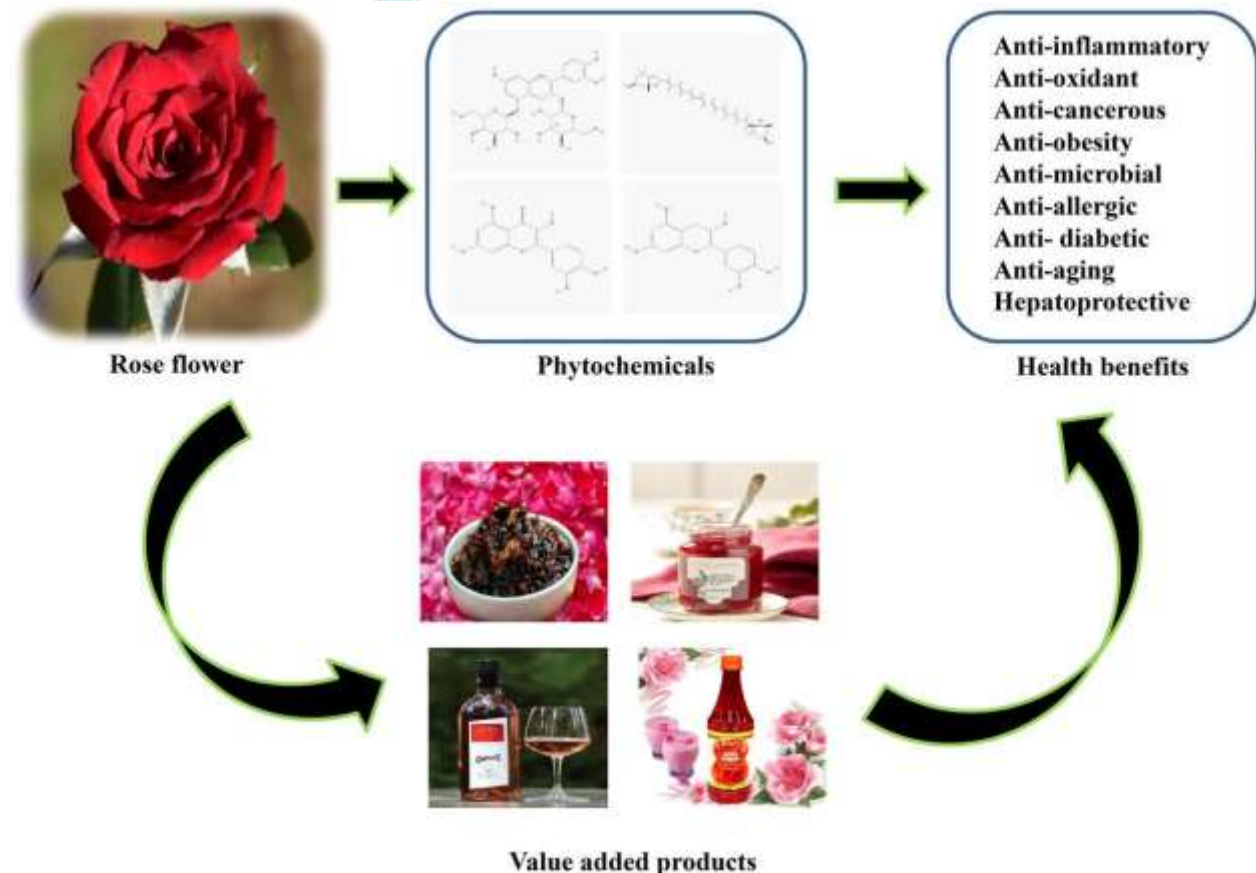 Anti-inflammatory
Anti-oxidant
Anti-cancerous
Anti-obesity
Anti-microbial
Anti-allergic
Anti- diabetic
Anti-aging
Hepatoprotective
Rose flower
Phytochemicals
Health benefits
Value added products